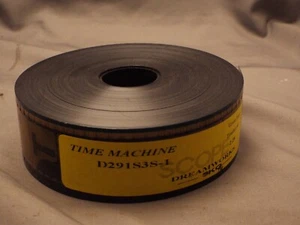 TIME MACHINE
D29183S-1
SCOPE
DREAMWORKS